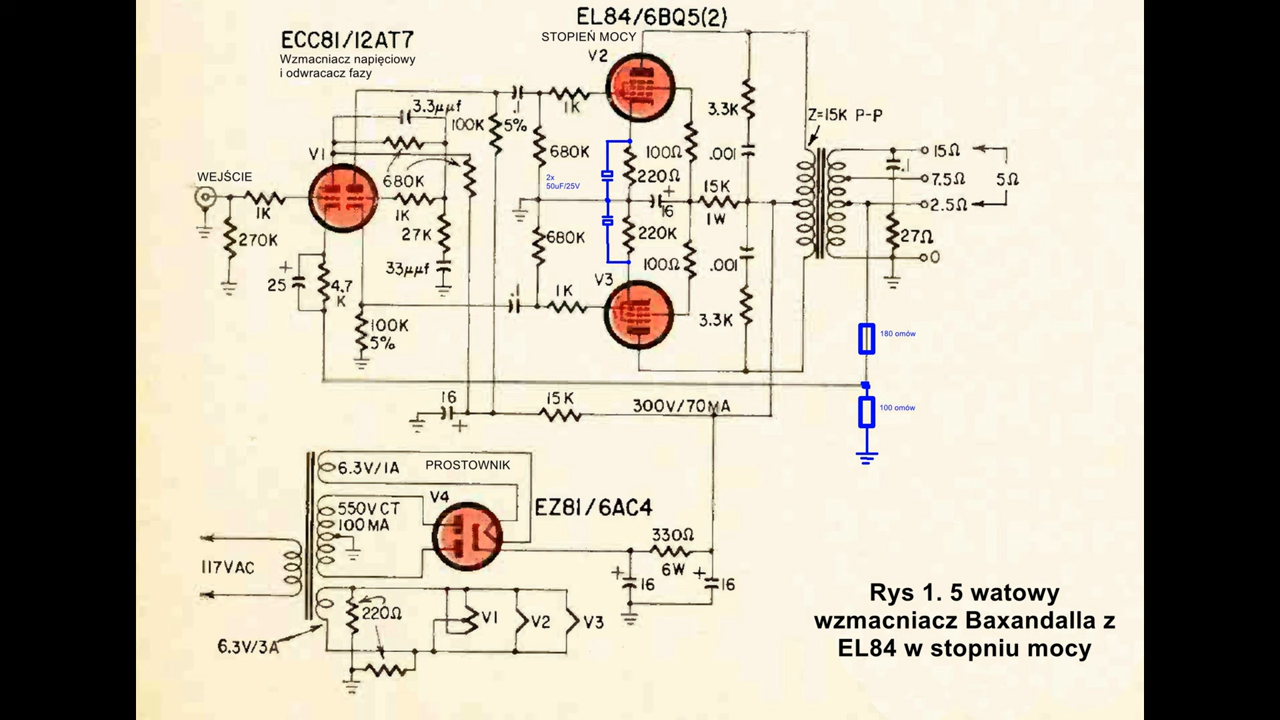 EL84/6BQ5(2)
STOPIEŃ MOCY
V2
ECC81/12AT7
Wzmacniacz napięciowy
i odwracacz fazy
3.3µµf
100K
.1
5%
1K
3.3K
Z=15K P-P
V1
680K
100Ω
.001
15Ω
.1
WEJŚCIE
680K
2x
50uF/25V
220Ω
15K
7.5Ω
5Ω
1K
1K
+
16
1W
2.5Ω
270K
27K
680K
220K
27Ω
33µµf
100Ω
.001
0
+
25
4.7
K
V3
.1
1K
100K
5%
3.3K
180 omów
16
+
15K
300V/70MA
100 omów
6.3V/1A
PROSTOWNIK
550V CT
100MA
V4
EZ81/6AC4
117VAC
330Ω
6W
+
16
+
16
220Ω
V1
V2
V3
6.3V/3A
Rys 1. 5 watowy
wzmacniacz Baxandalla z
EL84 w stopniu mocy